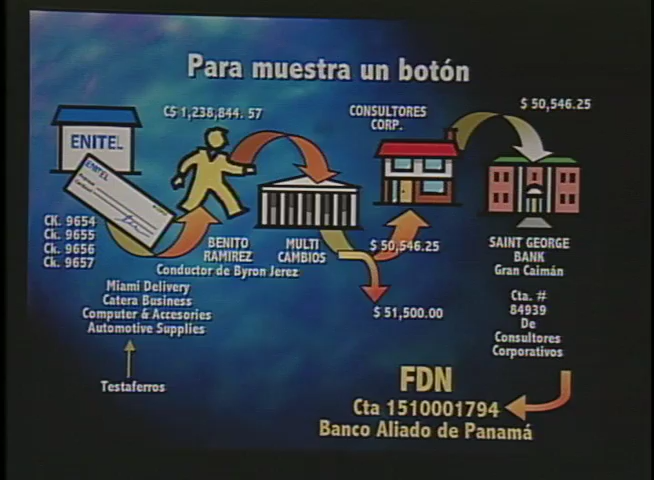 Para muestra un botón
C$ 1,238,844.57
CONSULTORES
CORP.
$ 50,546.25
ENITEL
ENITEL
CK. 9654
Ck. 9655
Ck. 9656
Ck. 9657
BENITO
RAMIREZ
Conductor de Byron Jerez
MULTI
CAMBIOS
$ 50,546.25
$ 51,500.00
SAINT GEORGE
BANK
Gran Caimán
Miami Delivery
Catera Business
Computer & Accesories
Automotive Supplies
Testaferros
Cta. #
84939
De
Consultores
Corporativos
FDN
Cta 1510001794
Banco Aliado de Panamá